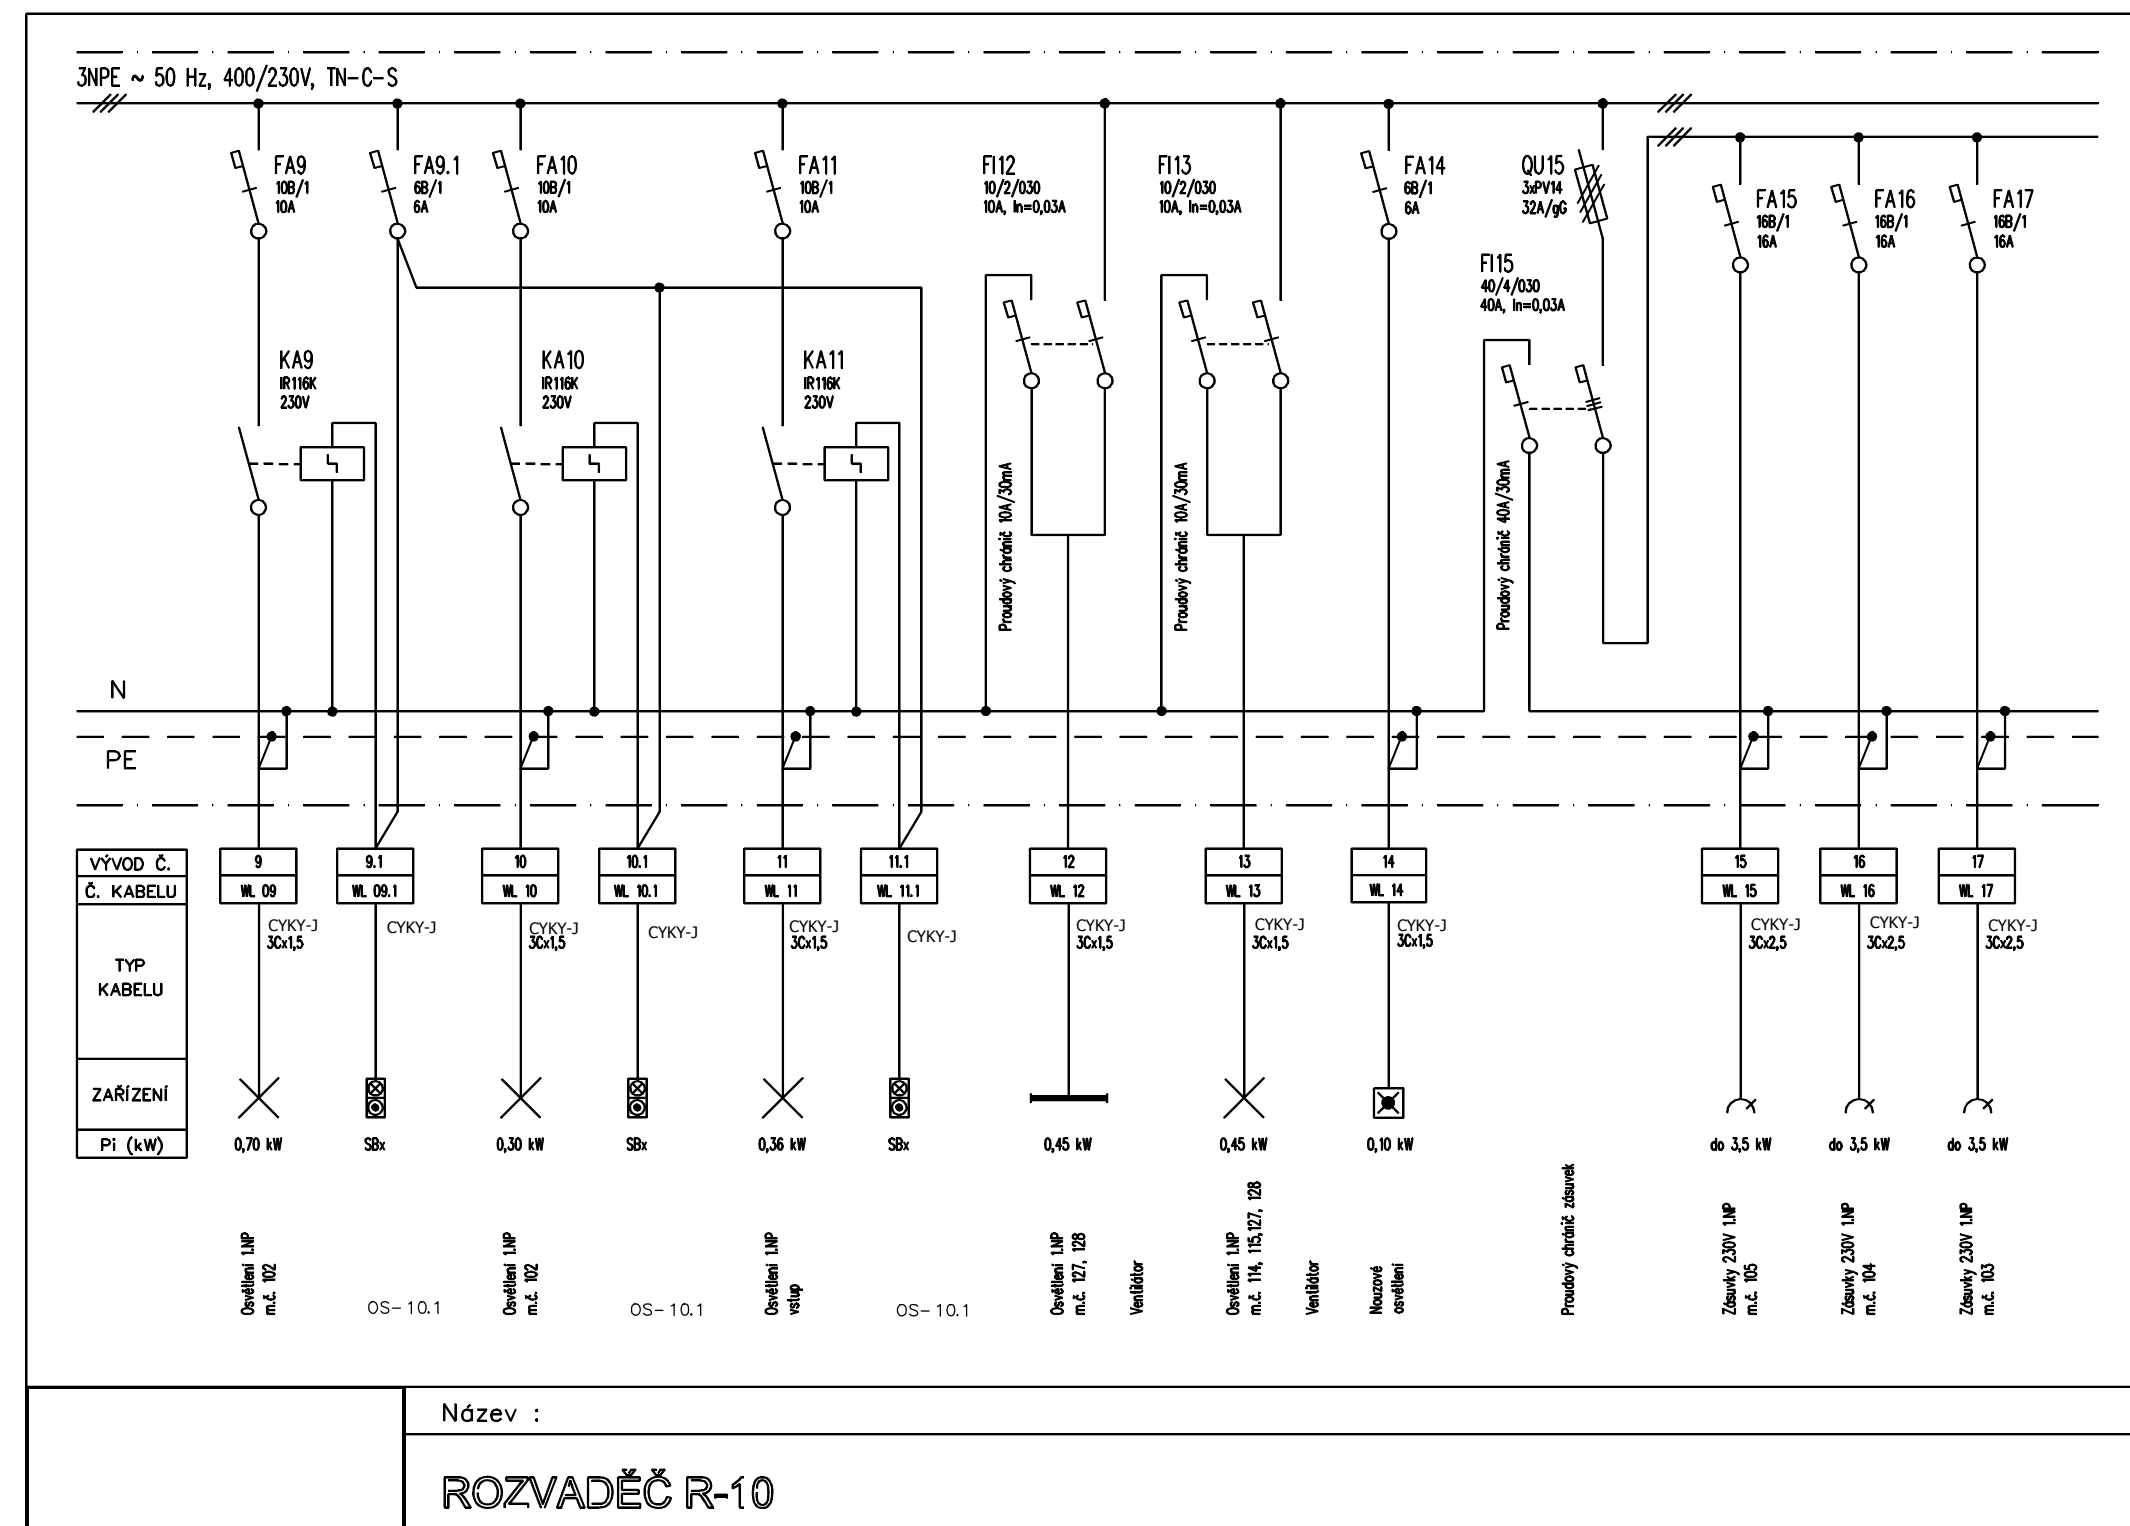 3NPE ~ 50 Hz, 400/230V, TN-C-S
FA9
10B/1
10A
FA9.1
6B/1
6A
FA10
10B/1
10A
FA11
10B/1
10A
FI12
10/2/030
10A, In=0,03A
FI13
10/2/030
10A, In=0,03A
FA14
6B/1
6A
QU15
3xPV14
32A/gG
FA15
16B/1
16A
FA16
16B/1
16A
FA17
16B/1
16A
FI15
40/4/030
40A, In=0,03A
KA9
IR116K
230V
KA10
IR116K
230V
KA11
IR116K
230V
Proudový chránič 10A/30mA
Proudový chránič 10A/30mA
Proudový chránič 40A/30mA
N
PE
VÝVOD Č.
9
9.1
10
10.1
11
11.1
12
13
14
15
16
17
Č. KABELU
WL 09
WL 09.1
WL 10
WL 10.1
WL 11
WL 11.1
WL 12
WL 13
WL 14
WL 15
WL 16
WL 17
TYP
KABELU
CYKY-J
3Cx1,5
CYKY-J
CYKY-J
3Cx1,5
CYKY-J
CYKY-J
3Cx1,5
CYKY-J
CYKY-J
3Cx1,5
CYKY-J
3Cx1,5
CYKY-J
3Cx1,5
CYKY-J
3Cx2,5
CYKY-J
3Cx2,5
CYKY-J
3Cx2,5
ZAŘÍZENÍ
Pi (kW)
0,70 kW
SBx
0,30 kW
SBx
0,36 kW
SBx
0,45 kW
0,45 kW
0,10 kW
do 3,5 kW
do 3,5 kW
do 3,5 kW
Osvětlení 1.NP
m.č. 102
OS-10.1
Osvětlení 1.NP
m.č. 102
OS-10.1
Osvětlení 1.NP
vstup
OS-10.1
Osvětlení 1.NP
m.č. 127, 128
Ventilátor
Osvětlení 1.NP
m.č. 114, 115,127, 128
Ventilátor
Nouzové
osvětlení
Proudový chránič zásuvek
Zásuvky 230V 1.NP
m.č. 105
Zásuvky 230V 1.NP
m.č. 104
Zásuvky 230V 1.NP
m.č. 103
Název :
ROZVADĚČ R-10